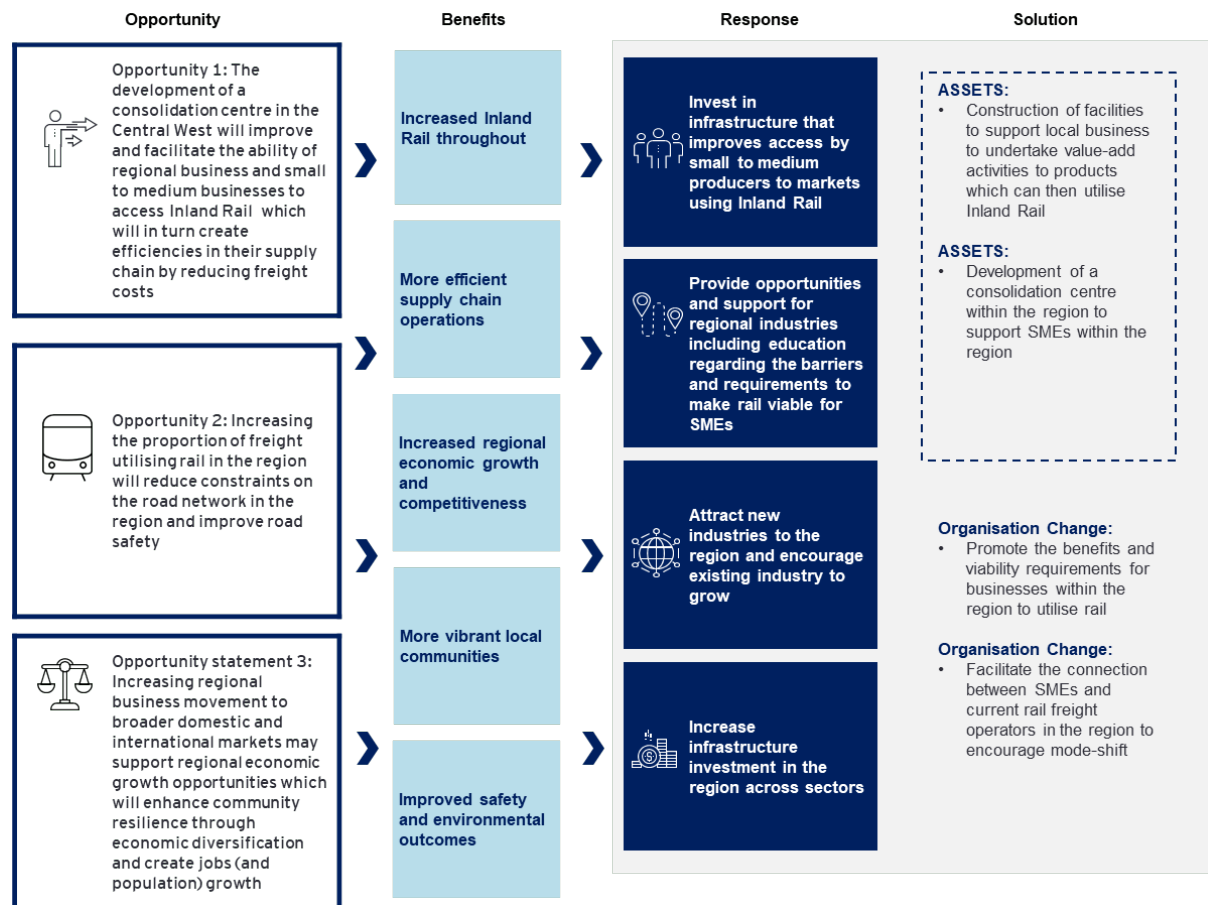 Opportunity
Benefits
Response
Solution
Opportunity 1: The
development of a
consolidation centre in the
Central West will improve
and facilitate the ability of
regional business and small
to medium businesses to
access Inland Rail which
will in turn create
efficiencies in their supply
chain by reducing freight
costs
Opportunity 2: Increasing
the proportion of freight
utilising rail in the region
will reduce constraints on
the road network in the
region and improve road
safety
Opportunity statement 3:
Increasing regional
business movement to
broader domestic and
international markets may
support regional economic
growth opportunities which
will enhance community
resilience through
economic diversification
and create jobs (and
population) growth
Increased Inland
Rail throughout
More efficient
supply chain
operations
Increased regional
economic growth
and
competitiveness
More vibrant local
communities
Improved safety
and environmental
outcomes
Invest in
infrastructure that
improves access by
small to medium
producers to markets
using Inland Rail
Provide opportunities
and support for
regional industries
including education
regarding the barriers
and requirements to
make rail viable for
SMEs
Attract new
industries to the
region and encourage
existing industry to
grow
Increase
infrastructure
investment in the
region across sectors
ASSETS:
• Construction of facilities
to support local business
to undertake value-add
activities to products
which can then utilise
Inland Rail
ASSETS:
• Development of a
consolidation centre
within the region to
support SMEs within the
region
Organisation Change:
• Promote the benefits and
viability requirements for
businesses within the
region to utilise rail
Organisation Change:
• Facilitate the connection
between SMEs and
current rail freight
operators in the region to
encourage mode-shift